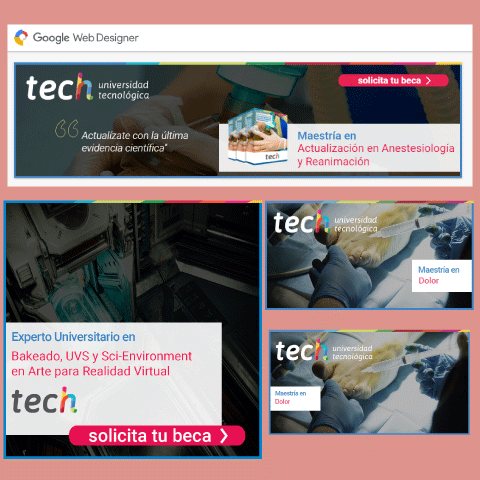 Google Web Designer
tech universidad
tecnológica
solicita tu beca
“ Actualízate con la última
evidencia científica"
Maestría en
Actualización en Anestesiología
y Reanimación
tech
Experto Universitario en
Bakeado, UVS y Sci-Environment
en Arte para Realidad Virtual
tech
solicita tu beca
tech universidad
tecnológica
Maestría en
Dolor
tech universidad
tecnológica
Maestría en
Dolor